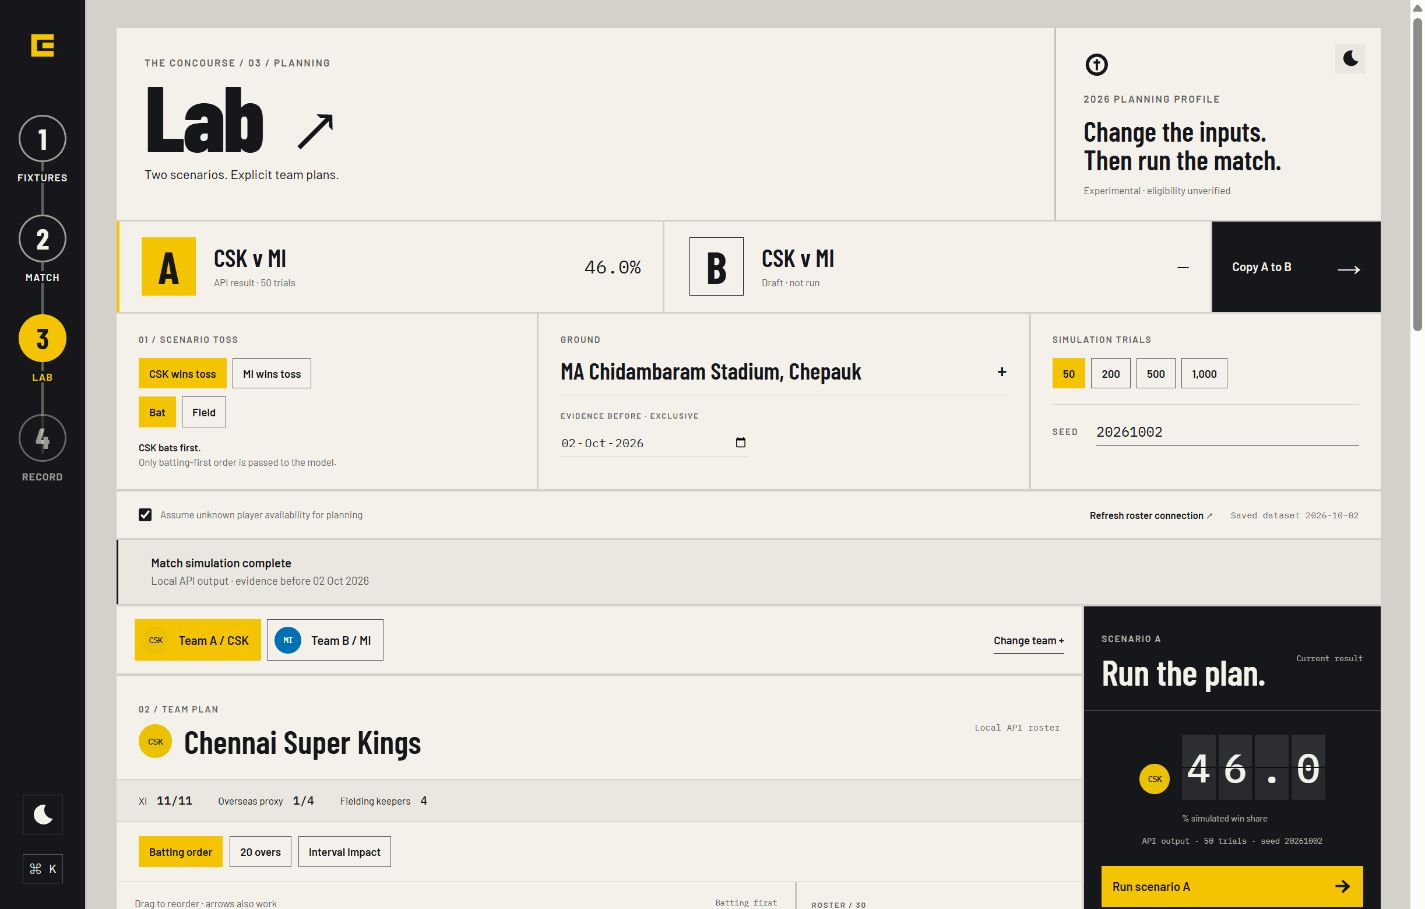 1
FIXTURES
2
MATCH
3
LAB
4
RECORD
⌘ K
THE CONCOURSE / 03 / PLANNING
Lab ↗
Two scenarios. Explicit team plans.
2026 PLANNING PROFILE
Change the inputs.
Then run the match.
Experimental · eligibility unverified
A
CSK v MI
API result · 50 trials
46.0%
B
CSK v MI
Draft · not run
—
Copy A to B →
01 / SCENARIO TOSS
CSK wins toss
MI wins toss
Bat
Field
CSK bats first.
Only batting-first order is passed to the model.
GROUND
MA Chidambaram Stadium, Chepauk +
EVIDENCE BEFORE · EXCLUSIVE
02-Oct-2026
SIMULATION TRIALS
50
200
500
1,000
SEED 20261002
Assume unknown player availability for planning
Refresh roster connection ↗
Saved dataset 2026-10-02
Match simulation complete
Local API output · evidence before 02 Oct 2026
CSK Team A / CSK
MI Team B / MI
Change team +
02 / TEAM PLAN
CSK Chennai Super Kings
Local API roster
XI 11/11
Overseas proxy 1/4
Fielding keepers 4
Batting order
20 overs
Interval Impact
Drag to reorder · arrows also work
Batting first
ROSTER / 30
SCENARIO A
Run the plan.
Current result
CSK 46.0
% simulated win share
API output · 50 trials · seed 20261002
Run scenario A →